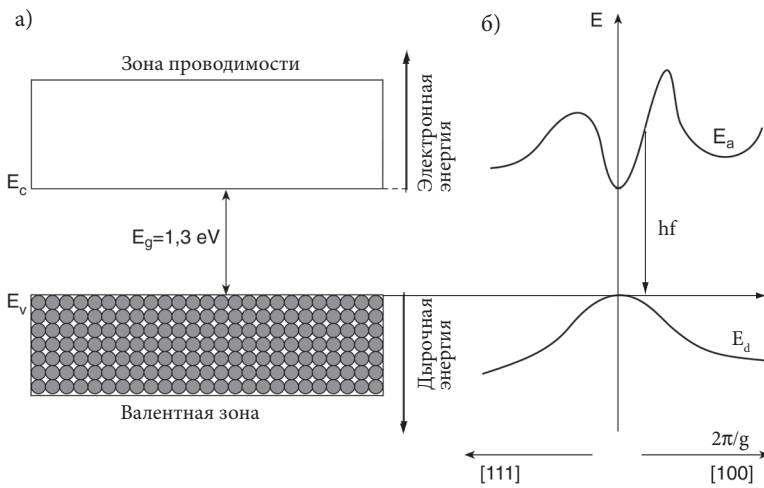 а)
Зона проводимости
Электронная
энергия
E_c
E_g=1,3 eV
E_v
Дырочная
энергия
Валентная зона
б)
E
E_a
hf
E_d
2π/g
[111]
[100]